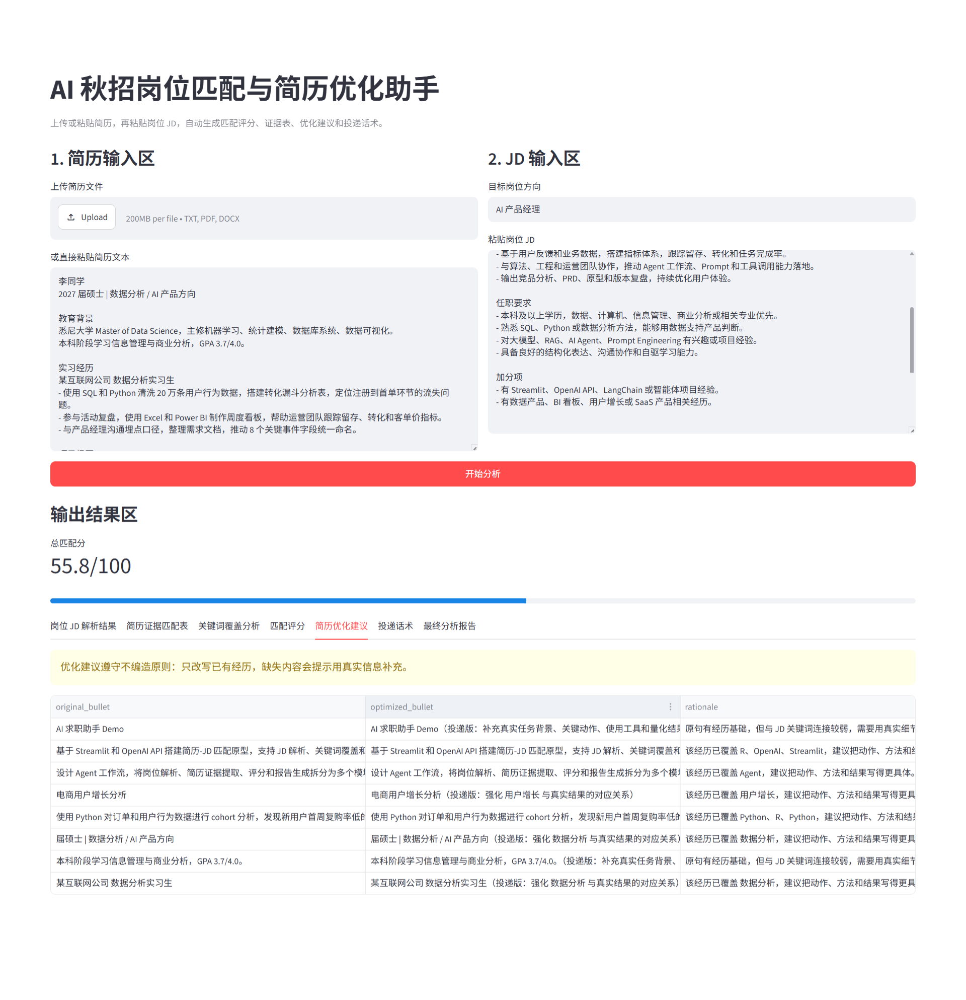 AI 秋招岗位匹配与简历优化助手
上传或粘贴简历，再粘贴岗位 JD，自动生成匹配评分、证据表、优化建议和投递话术。
1. 简历输入区
上传简历文件
Upload
200MB per file • TXT, PDF, DOCX
或直接粘贴简历文本
李同学
2027 届硕士 | 数据分析 / AI 产品方向
教育背景
悉尼大学 Master of Data Science，主修机器学习、统计建模、数据库系统、数据可视化。
本科阶段学习信息管理与商业分析，GPA 3.7/4.0。
实习经历
某互联网公司 数据分析实习生
- 使用 SQL 和 Python 清洗 20 万条用户行为数据，搭建转化漏斗分析表，定位注册到首单环节的流失问
题。
- 参与活动复盘，使用 Excel 和 Power BI 制作周度看板，帮助运营团队跟踪留存、转化和客单价指标。
- 与产品经理沟通埋点口径，整理需求文档，推动 8 个关键事件字段统一命名。
2. JD 输入区
目标岗位方向
AI 产品经理
粘贴岗位 JD
- 基于用户反馈和业务数据，搭建指标体系，跟踪留存、转化和任务完成率。
- 与算法、工程和运营团队协作，推动 Agent 工作流、Prompt 和工具调用能力落地。
- 输出竞品分析、PRD、原型和版本复盘，持续优化用户体验。
任职要求
- 本科及以上学历，数据、计算机、信息管理、商业分析或相关专业优先。
- 熟悉 SQL、Python 或数据分析方法，能够用数据支持产品判断。
- 对大模型、RAG、AI Agent、Prompt Engineering 有兴趣或项目经验。
- 具备良好的结构化表达、沟通协作和自驱学习能力。
加分项
- 有 Streamlit、OpenAI API、LangChain 或智能体项目经验。
- 有数据产品、BI 看板、用户增长或 SaaS 产品相关经历。
开始分析
输出结果区
总匹配分
55.8/100
岗位 JD 解析结果 简历证据匹配表 关键词覆盖分析 匹配评分 简历优化建议 投递话术 最终分析报告
优化建议遵守不编造原则：只改写已有经历，缺失内容会提示用真实信息补充。
original_bullet optimized_bullet rationale
AI 求职助手 Demo AI 求职助手 Demo（投递版：补充真实任务背景、关键动作、使用工具和量化结果 原句有经历基础，但与 JD 关键词连接较弱，需要用真实细节
基于 Streamlit 和 OpenAI API 搭建简历-JD 匹配原型，支持 JD 解析、关键词覆盖和 基于 Streamlit 和 OpenAI API 搭建简历-JD 匹配原型，支持 JD 解析、关键词覆盖和 该经历已覆盖 R、OpenAI、Streamlit，建议把动作、方法和结
设计 Agent 工作流，将岗位解析、简历证据提取、评分和报告生成拆分为多个模块 设计 Agent 工作流，将岗位解析、简历证据提取、评分和报告生成拆分为多个模块 该经历已覆盖 Agent，建议把动作、方法和结果写得更具体。
电商用户增长分析 电商用户增长分析（投递版：强化 用户增长 与真实结果的对应关系） 该经历已覆盖 用户增长，建议把动作、方法和结果写得更具
使用 Python 对订单和用户行为数据进行 cohort 分析，发现新用户首周复购率低的 使用 Python 对订单和用户行为数据进行 cohort 分析，发现新用户首周复购率低的 该经历已覆盖 Python、R、Python，建议把动作、方法和结果
届硕士 | 数据分析 / AI 产品方向 届硕士 | 数据分析 / AI 产品方向（投递版：强化 数据分析 与真实结果的对应关系） 该经历已覆盖 数据分析，建议把动作、方法和结果写得更具
本科阶段学习信息管理与商业分析，GPA 3.7/4.0。 本科阶段学习信息管理与商业分析，GPA 3.7/4.0。（投递版：补充真实任务背景、 原句有经历基础，但与 JD 关键词连接较弱，需要用真实细节
某互联网公司 数据分析实习生 某互联网公司 数据分析实习生（投递版：强化 数据分析 与真实结果的对应关系） 该经历已覆盖 数据分析，建议把动作、方法和结果写得更具